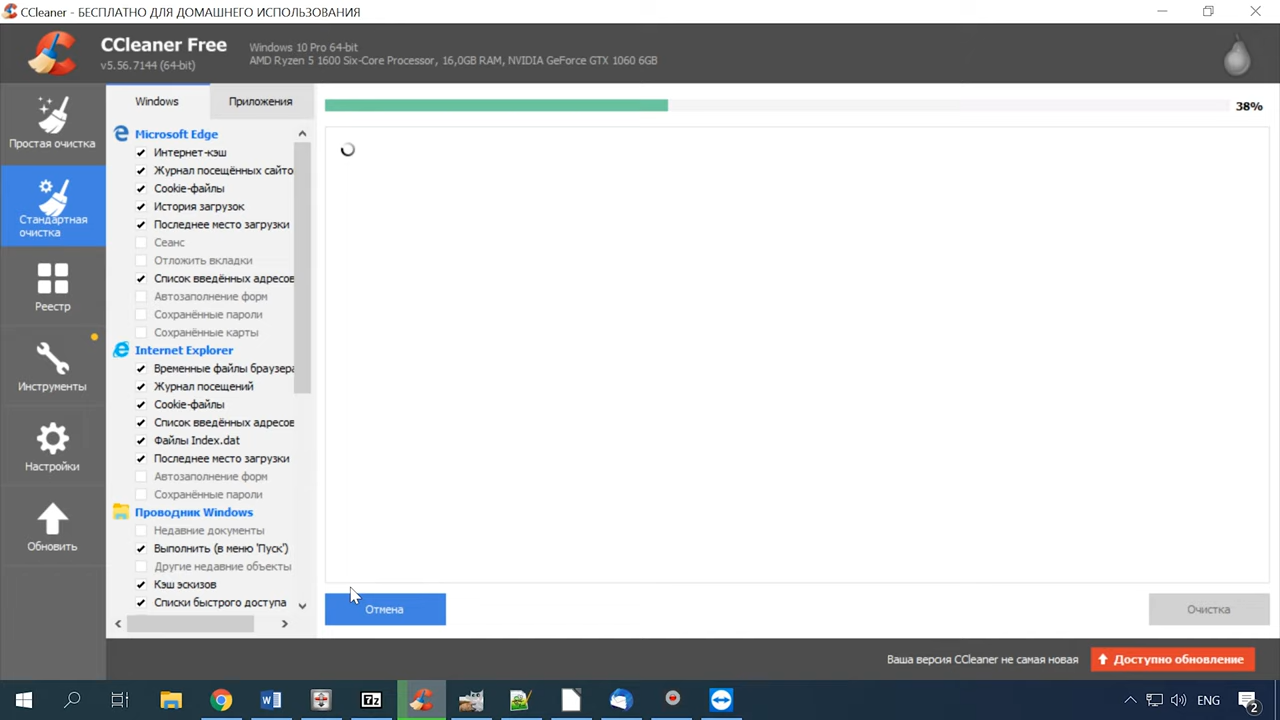 CCleaner - БЕСПЛАТНО ДЛЯ ДОМАШНЕГО ИСПОЛЬЗОВАНИЯ
CCleaner Free
v5.56.7144 (64-bit)
Windows 10 Pro 64-bit
AMD Ryzen 5 1600 Six-Core Processor, 16,0GB RAM, NVIDIA GeForce GTX 1060 6GB
Простая очистка
Стандартная
очистка
Реестр
Инструменты
Настройки
Обновить
Windows
Приложения
Microsoft Edge
Интернет-кэш
Журнал посещённых сайто
Cookie-файлы
История загрузок
Последнее место загрузки
Сеанс
Отложить вкладки
Список введённых адресов
Автозаполнение форм
Сохранённые пароли
Сохранённые карты
Internet Explorer
Временные файлы браузера
Журнал посещений
Cookie-файлы
Список введённых адресов
Файлы Index.dat
Последнее место загрузки
Автозаполнение форм
Сохранённые пароли
Проводник Windows
Недавние документы
Выполнить (в меню 'Пуск')
Другие недавние объекты
Кэш эскизов
Списки быстрого доступа
38%
Отмена
Очистка
Ваша версия CCleaner не самая новая
Доступно обновление
W
7z
ENG
2